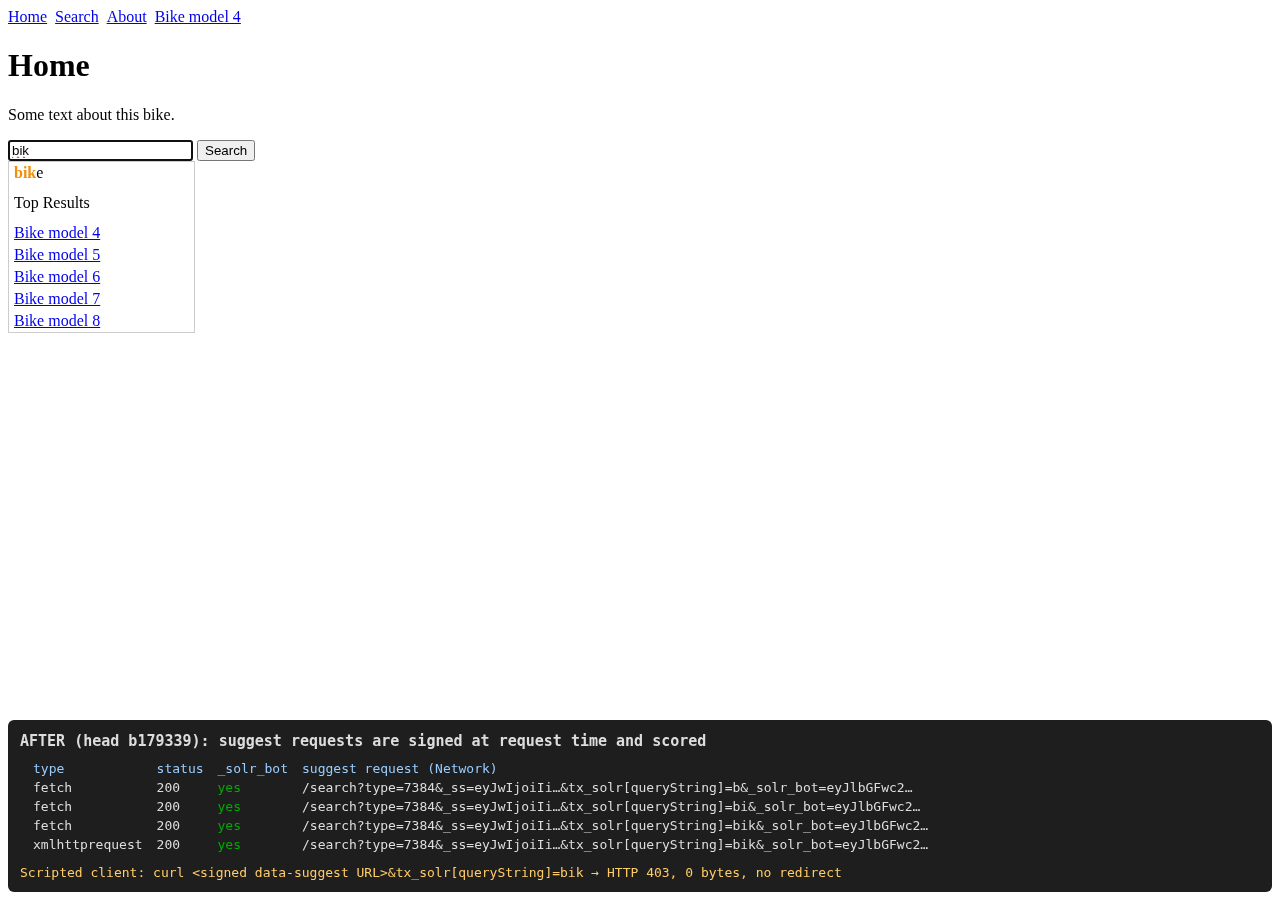 Home Search About Bike model 4
Home
Some text about this bike.
bik Search
bike
Top Results
Bike model 4
Bike model 5
Bike model 6
Bike model 7
Bike model 8
AFTER (head b179339): suggest requests are signed at request time and scored
type status _solr_bot suggest request (Network)
fetch 200 yes /search?type=7384&_ss=eyJwIjoiIi…&tx_solr[queryString]=b&_solr_bot=eyJlbGFwc2…
fetch 200 yes /search?type=7384&_ss=eyJwIjoiIi…&tx_solr[queryString]=bi&_solr_bot=eyJlbGFwc2…
fetch 200 yes /search?type=7384&_ss=eyJwIjoiIi…&tx_solr[queryString]=bik&_solr_bot=eyJlbGFwc2…
xmlhttprequest 200 yes /search?type=7384&_ss=eyJwIjoiIi…&tx_solr[queryString]=bik&_solr_bot=eyJlbGFwc2…
Scripted client: curl <signed data-suggest URL>&tx_solr[queryString]=bik → HTTP 403, 0 bytes, no redirect